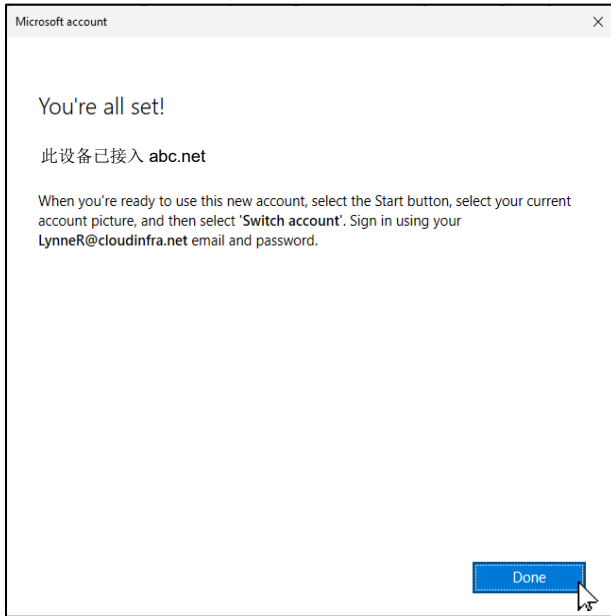 Microsoft account
You're all set!
此设备已接入 abc.net
When you're ready to use this new account, select the Start button, select your current
account picture, and then select 'Switch account'. Sign in using your
LynneR@cloudinfra.net email and password.
Done